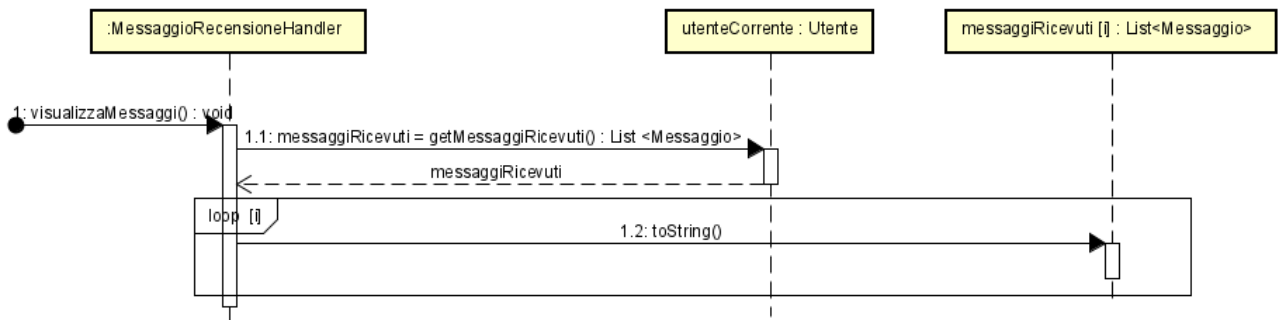 :MessaggioRecensioneHandler
utenteCorrente : Utente
messaggiRicevuti [i] : List<Messaggio>
1: visualizzaMessaggi() : void
1.1: messaggiRicevuti = getMessaggiRicevuti() : List <Messaggio>
messaggiRicevuti
loop [i]
1.2: toString()